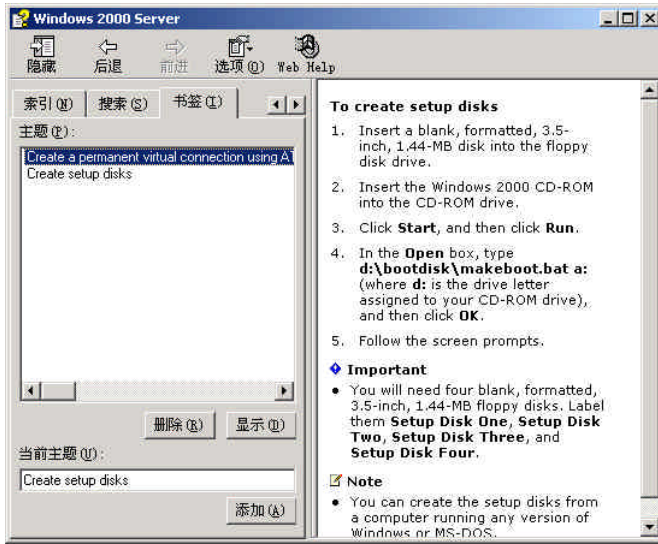 Windows 2000 Server
隐藏 后退 前进 选项(O) Web Help
索引(N) 搜索(S) 书签(I)
主题(P):
Create a permanent virtual connection using AT
Create setup disks
删除(R) 显示(D)
当前主题(U):
Create setup disks
添加(A)
To create setup disks
1. Insert a blank, formatted, 3.5-
inch, 1.44-MB disk into the floppy
disk drive.
2. Insert the Windows 2000 CD-ROM
into the CD-ROM drive.
3. Click Start, and then click Run.
4. In the Open box, type
d:\bootdisk\makeboot.bat a:
(where d: is the drive letter
assigned to your CD-ROM drive),
and then click OK.
5. Follow the screen prompts.
Important
• You will need four blank, formatted,
3.5-inch, 1.44-MB floppy disks. Label
them Setup Disk One, Setup Disk
Two, Setup Disk Three, and
Setup Disk Four.
Note
• You can create the setup disks from
a computer running any version of
Windows or MS-DOS.